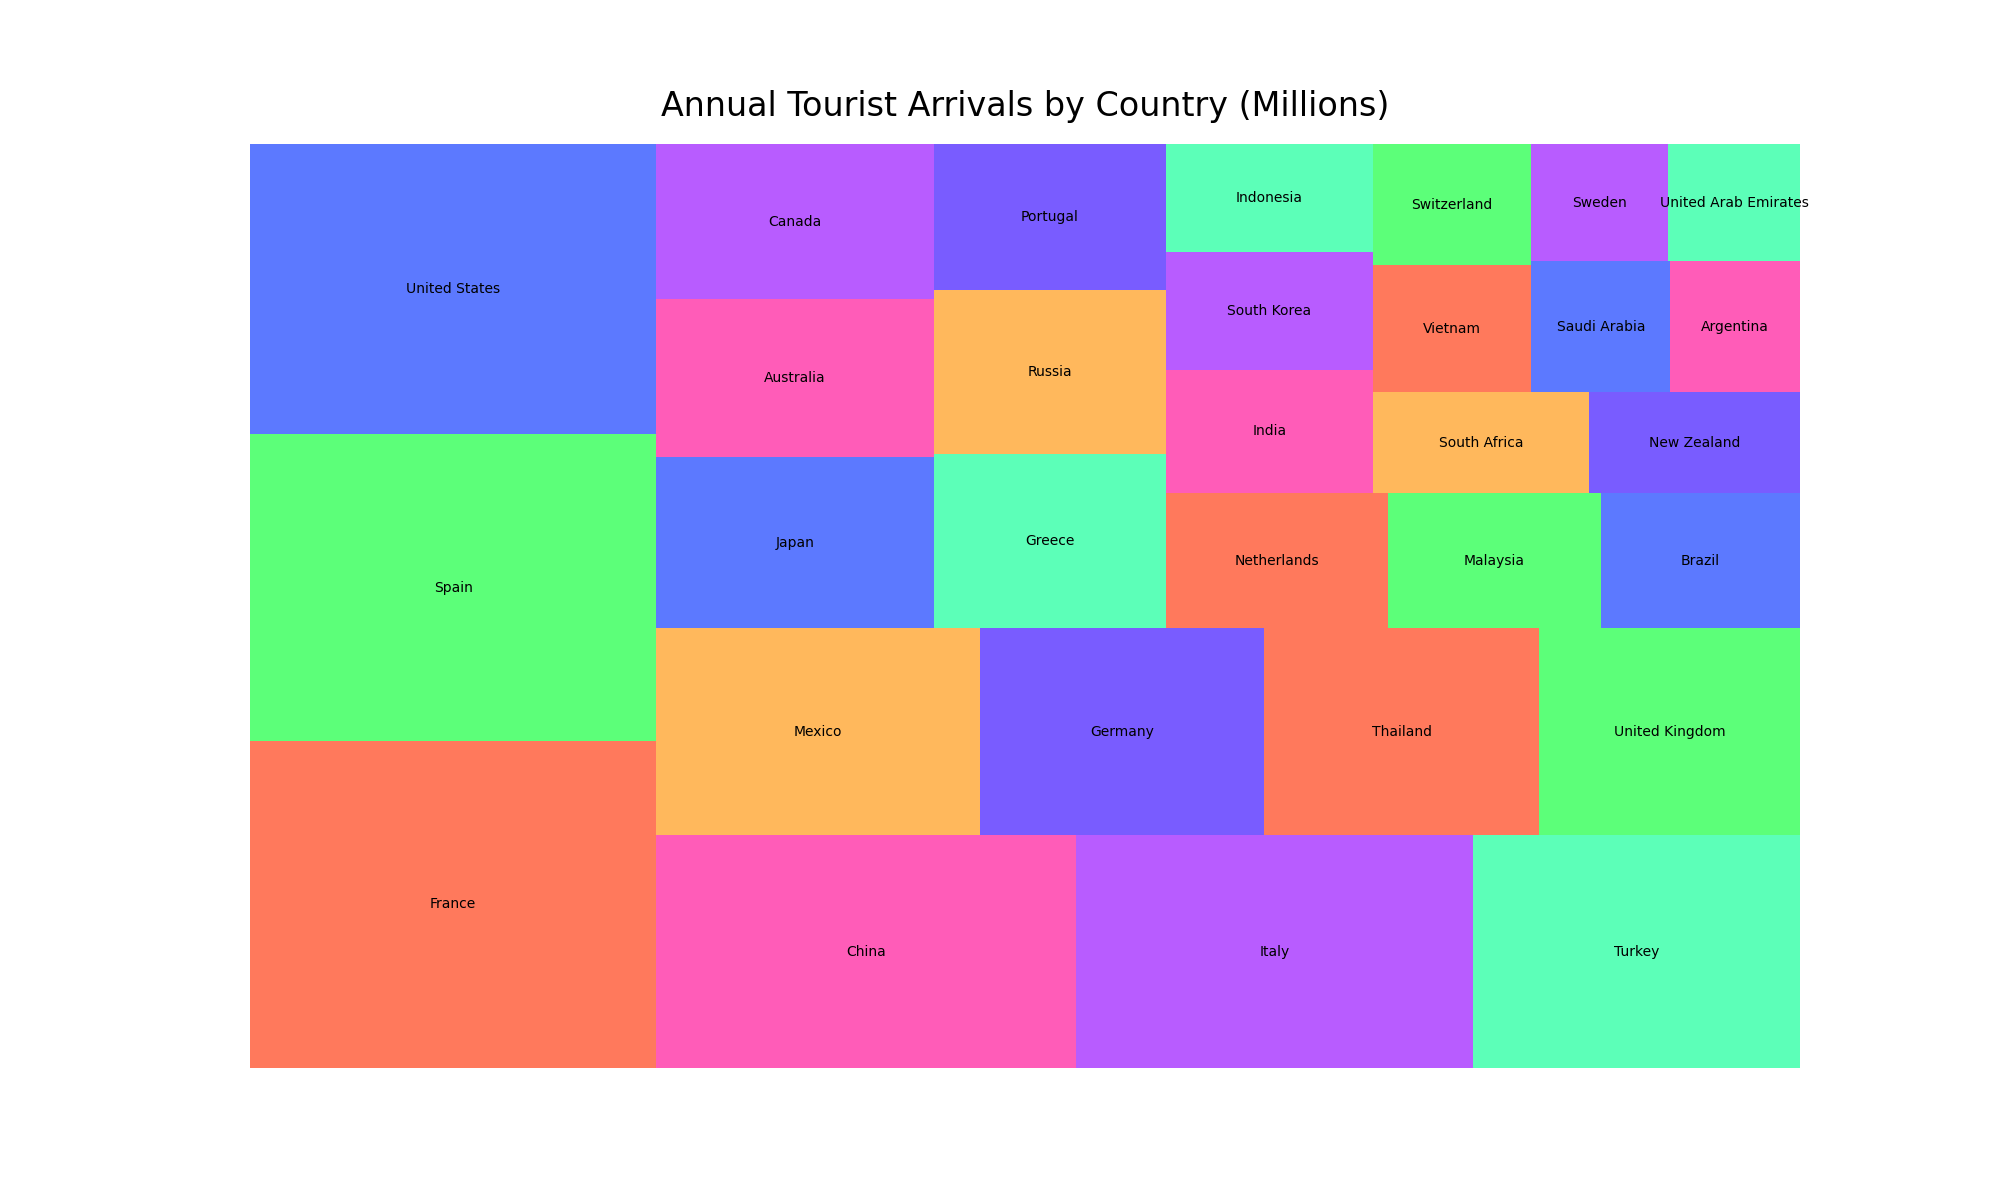 Annual Tourist Arrivals by Country (Millions)
United States
Canada
Portugal
Indonesia
Switzerland
Sweden
United Arab Emirates
South Korea
Vietnam
Saudi Arabia
Argentina
Australia
Russia
India
South Africa
New Zealand
Japan
Greece
Netherlands
Malaysia
Brazil
Spain
Mexico
Germany
Thailand
United Kingdom
France
China
Italy
Turkey